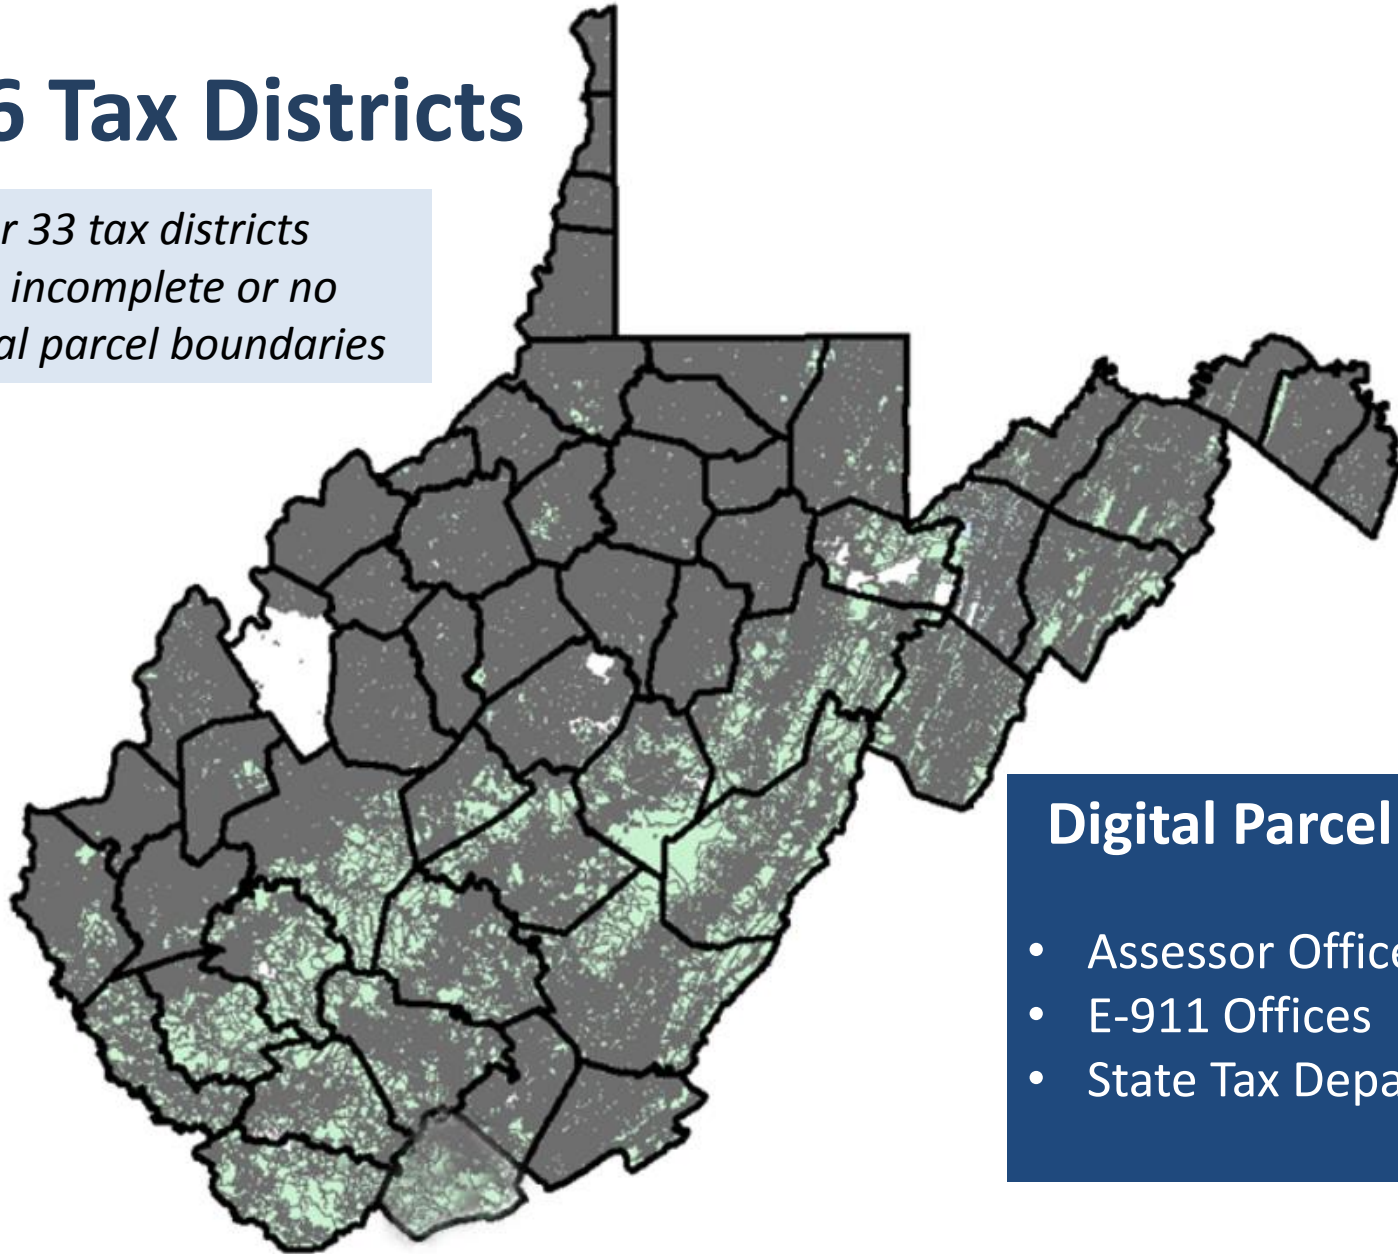 6 Tax Districts
r 33 tax districts
incomplete or no
al parcel boundaries
Digital Parcel
• Assessor Office
• E-911 Offices
• State Tax Depa